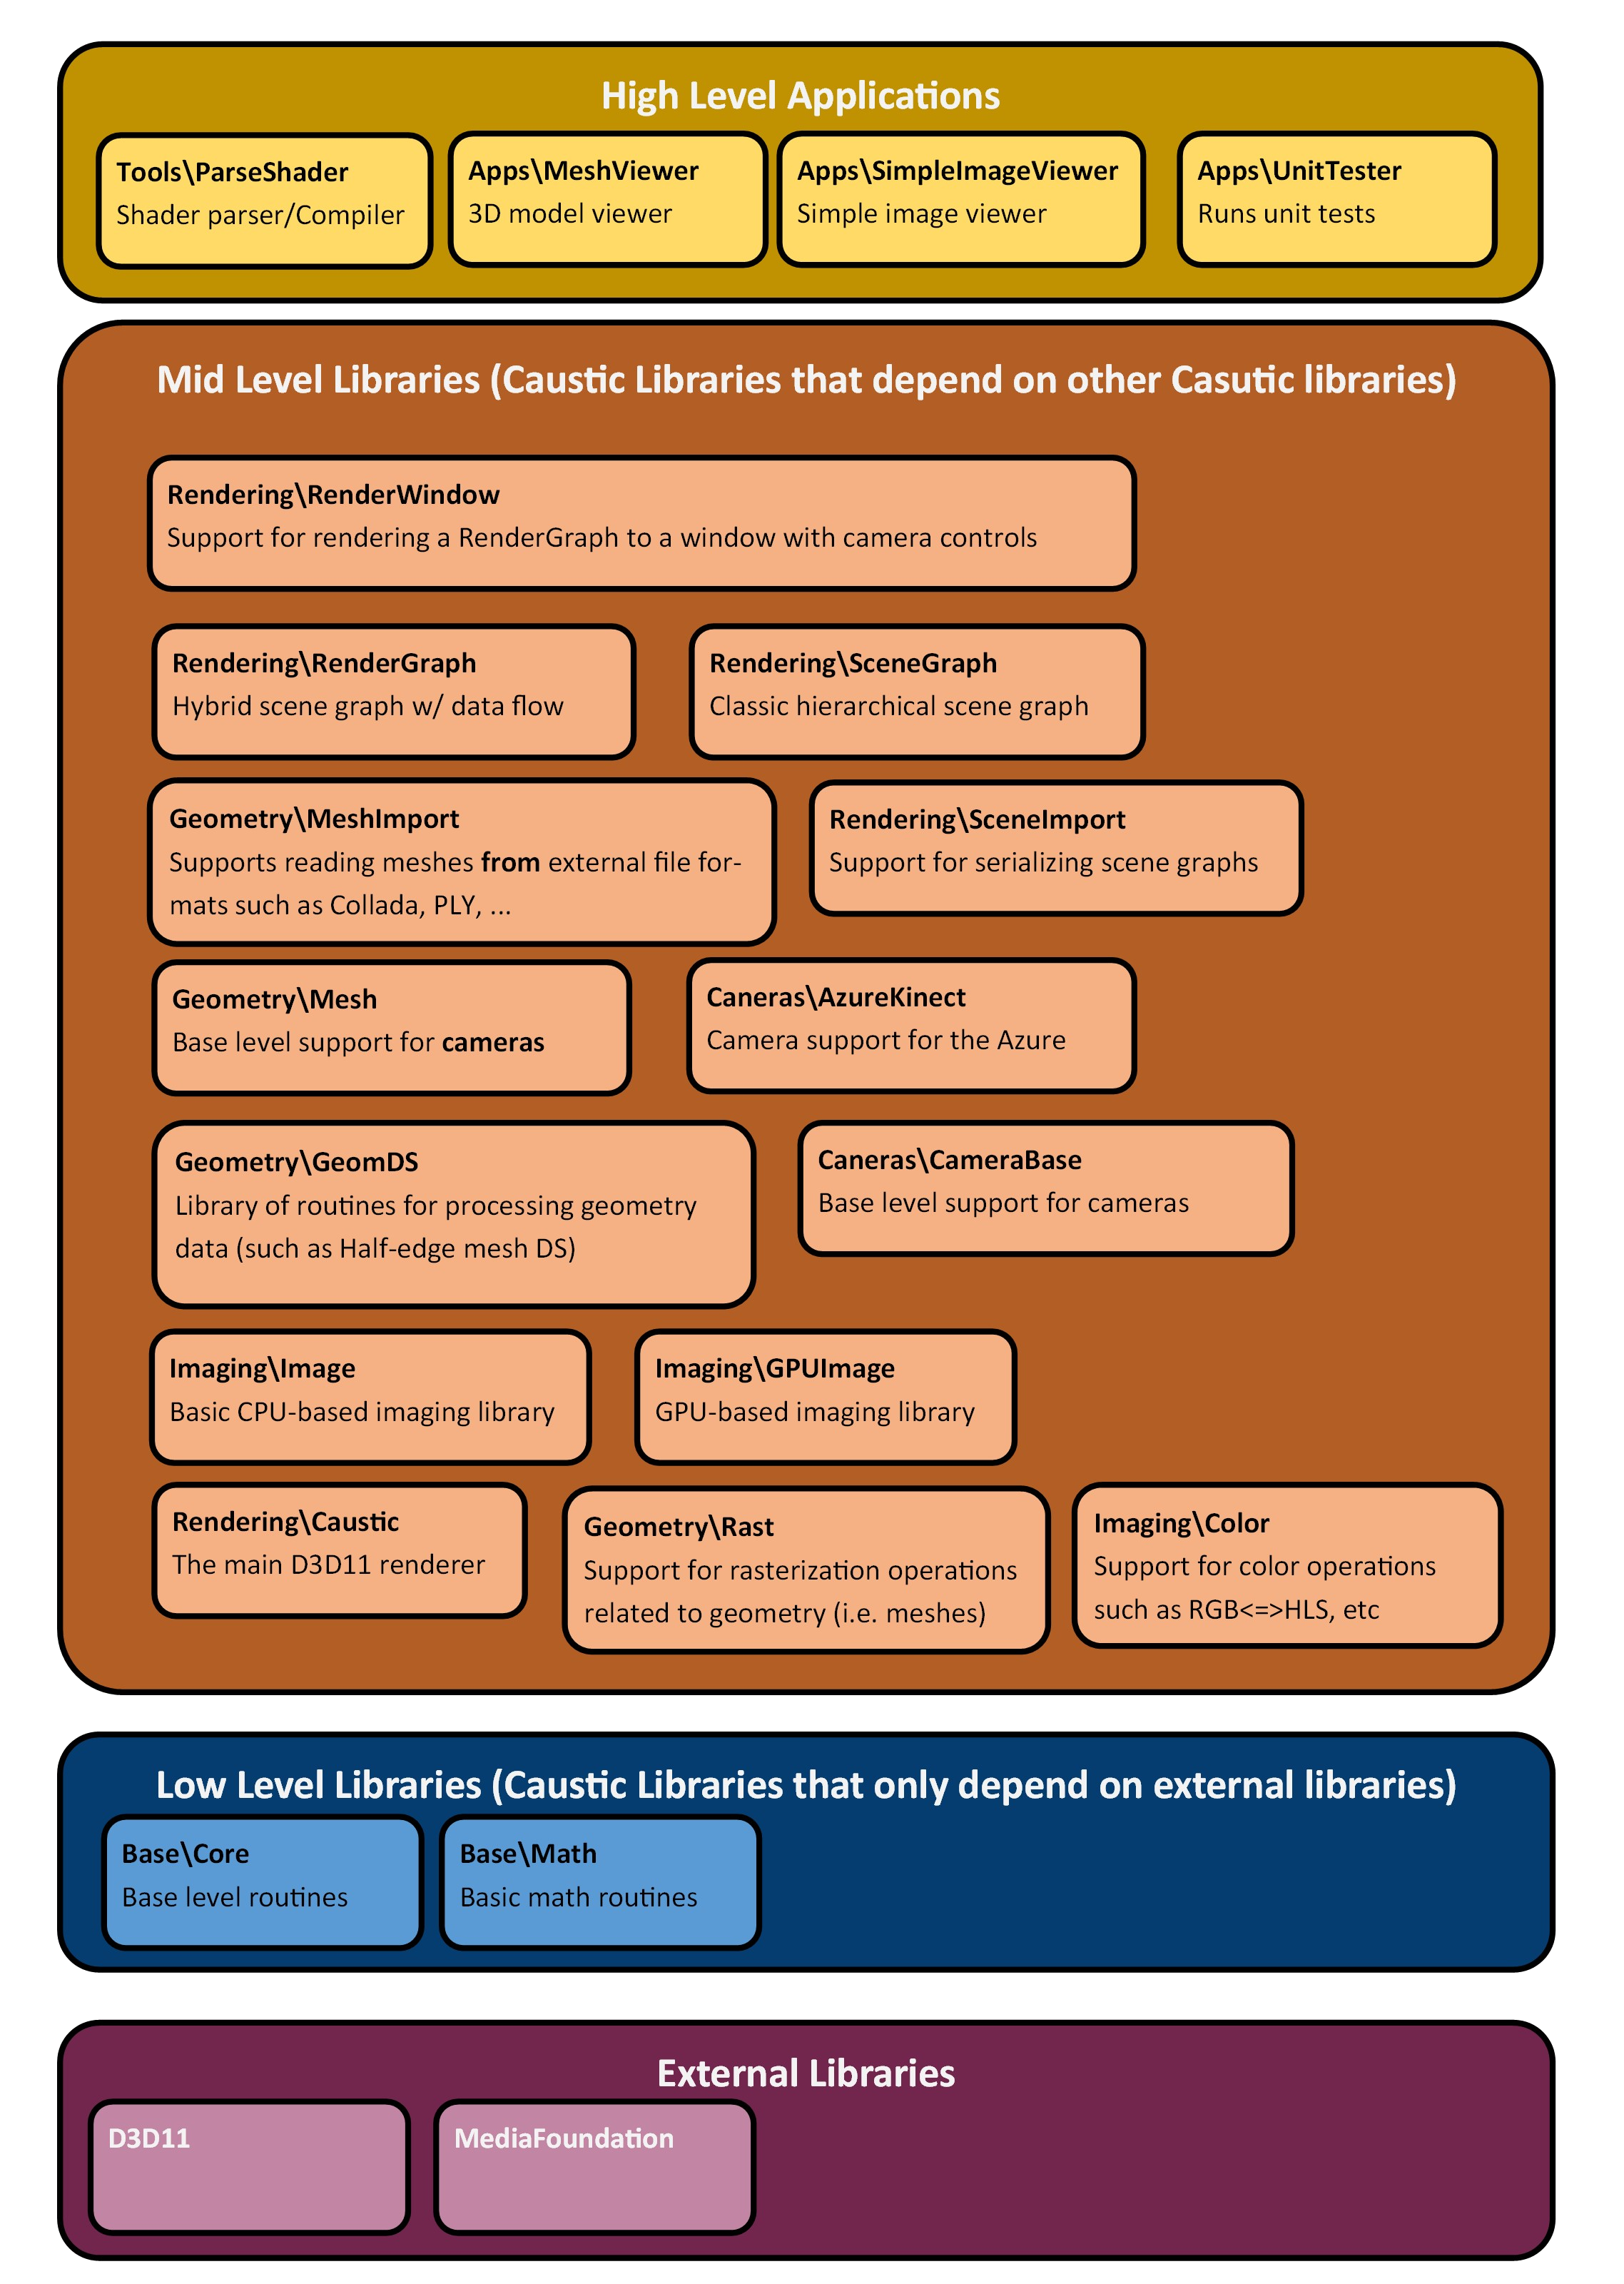 High Level Applications
Tools\ParseShader
Shader parser/Compiler
Apps\MeshViewer
3D model viewer
Apps\SimpleImageViewer
Simple image viewer
Apps\UnitTester
Runs unit tests
Mid Level Libraries (Caustic Libraries that depend on other Casutic libraries)
Rendering\RenderWindow
Support for rendering a RenderGraph to a window with camera controls
Rendering\RenderGraph
Hybrid scene graph w/ data flow
Rendering\SceneGraph
Classic hierarchical scene graph
Geometry\MeshImport
Supports reading meshes from external file for-
mats such as Collada, PLY, ...
Rendering\SceneImport
Support for serializing scene graphs
Geometry\Mesh
Base level support for cameras
Caneras\AzureKinect
Camera support for the Azure
Geometry\GeomDS
Library of routines for processing geometry
data (such as Half-edge mesh DS)
Caneras\CameraBase
Base level support for cameras
Imaging\Image
Basic CPU-based imaging library
Imaging\GPUImage
GPU-based imaging library
Rendering\Caustic
The main D3D11 renderer
Geometry\Rast
Support for rasterization operations
related to geometry (i.e. meshes)
Imaging\Color
Support for color operations
such as RGB<=>HLS, etc
Low Level Libraries (Caustic Libraries that only depend on external libraries)
Base\Core
Base level routines
Base\Math
Basic math routines
External Libraries
D3D11
MediaFoundation